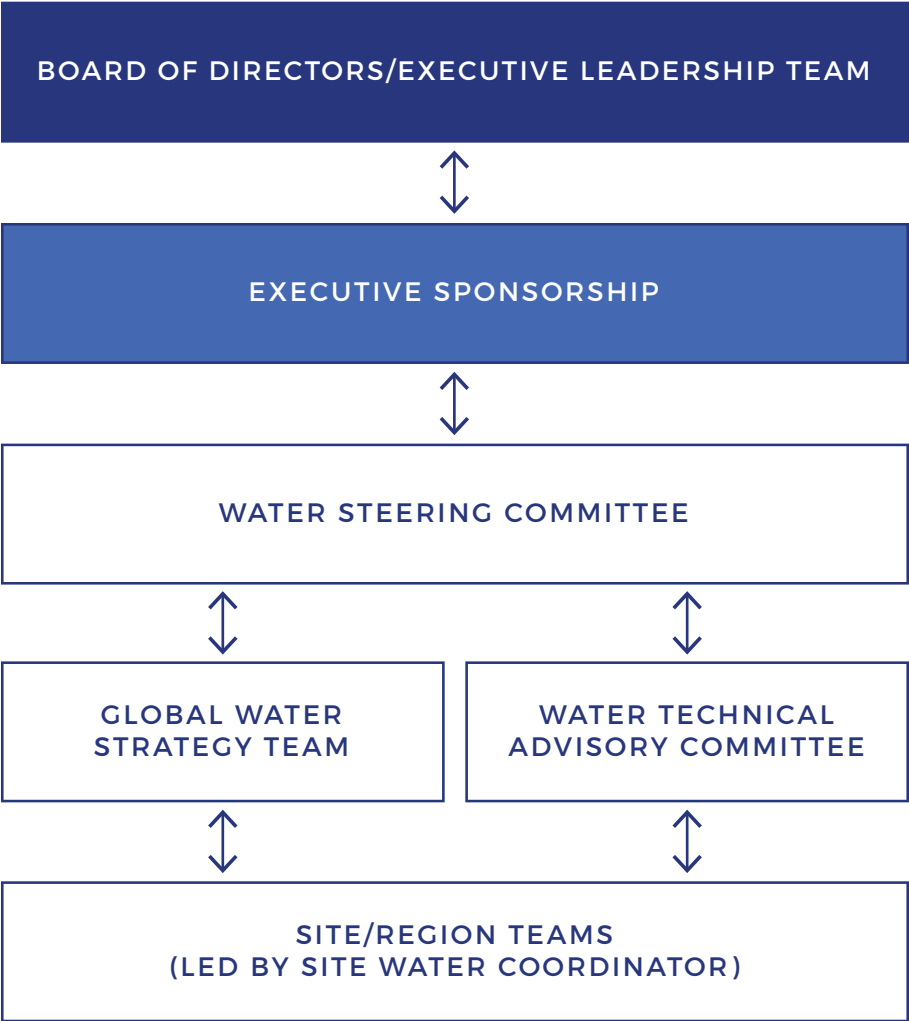 BOARD OF DIRECTORS/EXECUTIVE LEADERSHIP TEAM
EXECUTIVE SPONSORSHIP
WATER STEERING COMMITTEE
GLOBAL WATER
STRATEGY TEAM
WATER TECHNICAL
ADVISORY COMMITTEE
SITE/REGION TEAMS
(LED BY SITE WATER COORDINATOR)